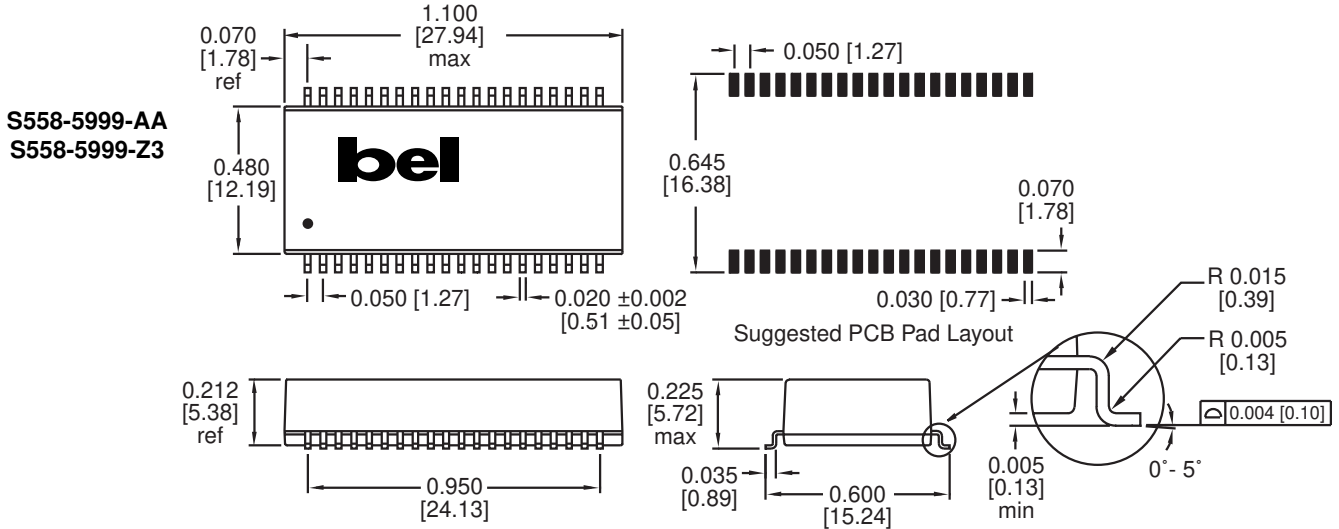 S558-5999-AA
S558-5999-Z3
0.070
[1.78]
ref
1.100
[27.94]
max
0.480
[12.19]
bel
0.050 [1.27]
0.020 ±0.002
[0.51 ±0.05]
0.050 [1.27]
0.645
[16.38]
0.070
[1.78]
0.030 [0.77]
Suggested PCB Pad Layout
0.212
[5.38]
ref
0.950
[24.13]
0.225
[5.72]
max
0.035
[0.89]
0.600
[15.24]
R 0.015
[0.39]
R 0.005
[0.13]
0.004 [0.10]
0.005
[0.13]
min
0°- 5°